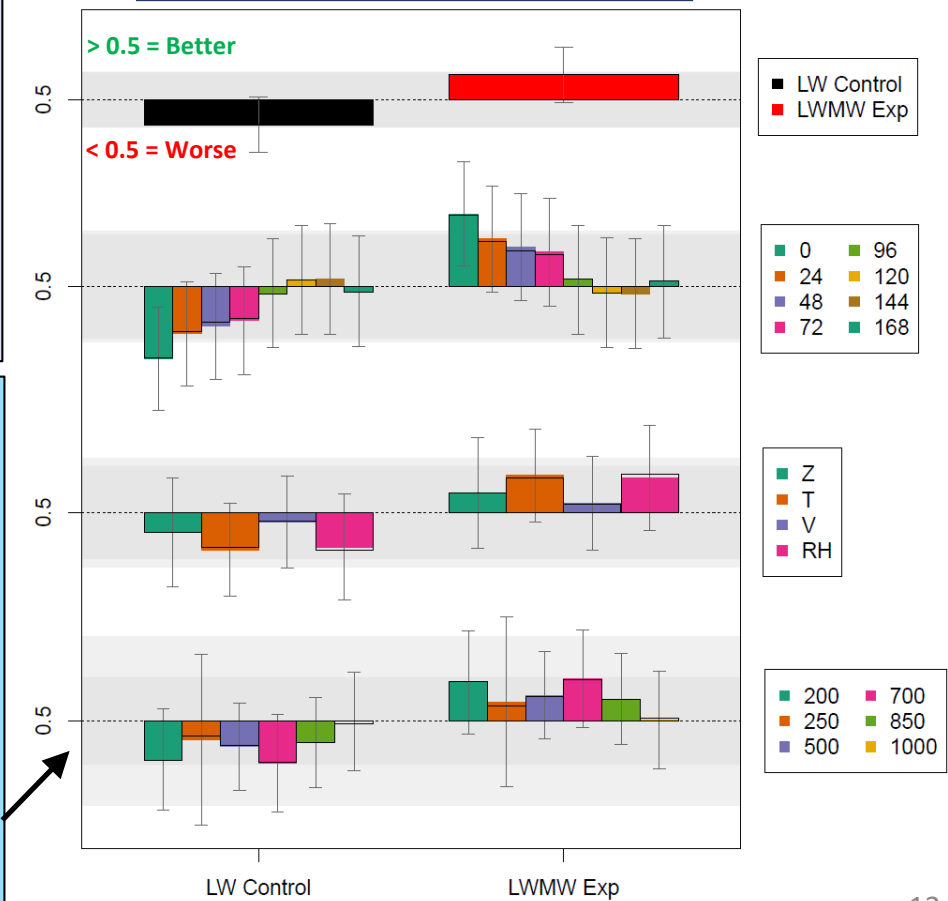 > 0.5 = Better
0.5
< 0.5 = Worse
LW Control
LWMW Exp
0.5
0 96
24 120
48 144
72 168
0.5
Z
T
V
RH
0.5
200 700
250 850
500 1000
LW Control LWMW Exp